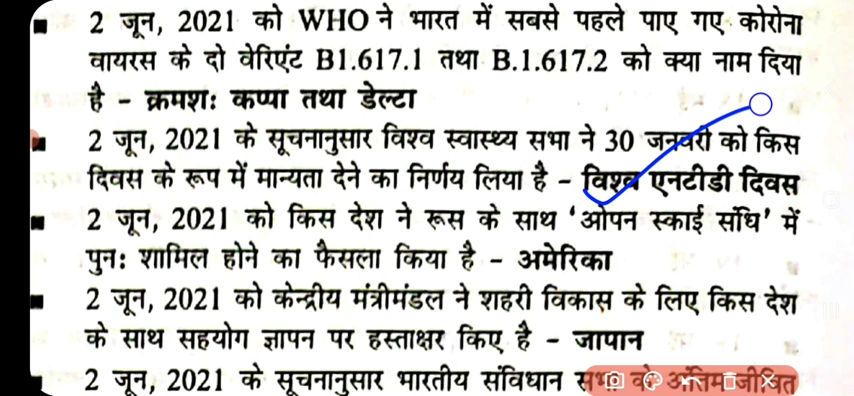 ▪ 2 जून, 2021 को WHO ने भारत में सबसे पहले पाए गए कोरोना
वायरस के दो वेरिएंट B1.617.1 तथा B.1.617.2 को क्या नाम दिया
है – क्रमशः कप्पा तथा डेल्टा
▪ 2 जून, 2021 के सूचनानुसार विश्व स्वास्थ्य सभा ने 30 जनवरी को किस
दिवस के रूप में मान्यता देने का निर्णय लिया है – विश्व एनटीडी दिवस
▪ 2 जून, 2021 को किस देश ने रूस के साथ ‘ओपन स्काई संधि’ में
पुनः शामिल होने का फैसला किया है – अमेरिका
▪ 2 जून, 2021 को केन्द्रीय मंत्रीमंडल ने शहरी विकास के लिए किस देश
के साथ सहयोग ज्ञापन पर हस्ताक्षर किए है – जापान
▪ 2 जून, 2021 के सूचनानुसार भारतीय संविधान सभा के अंतिम जीवित